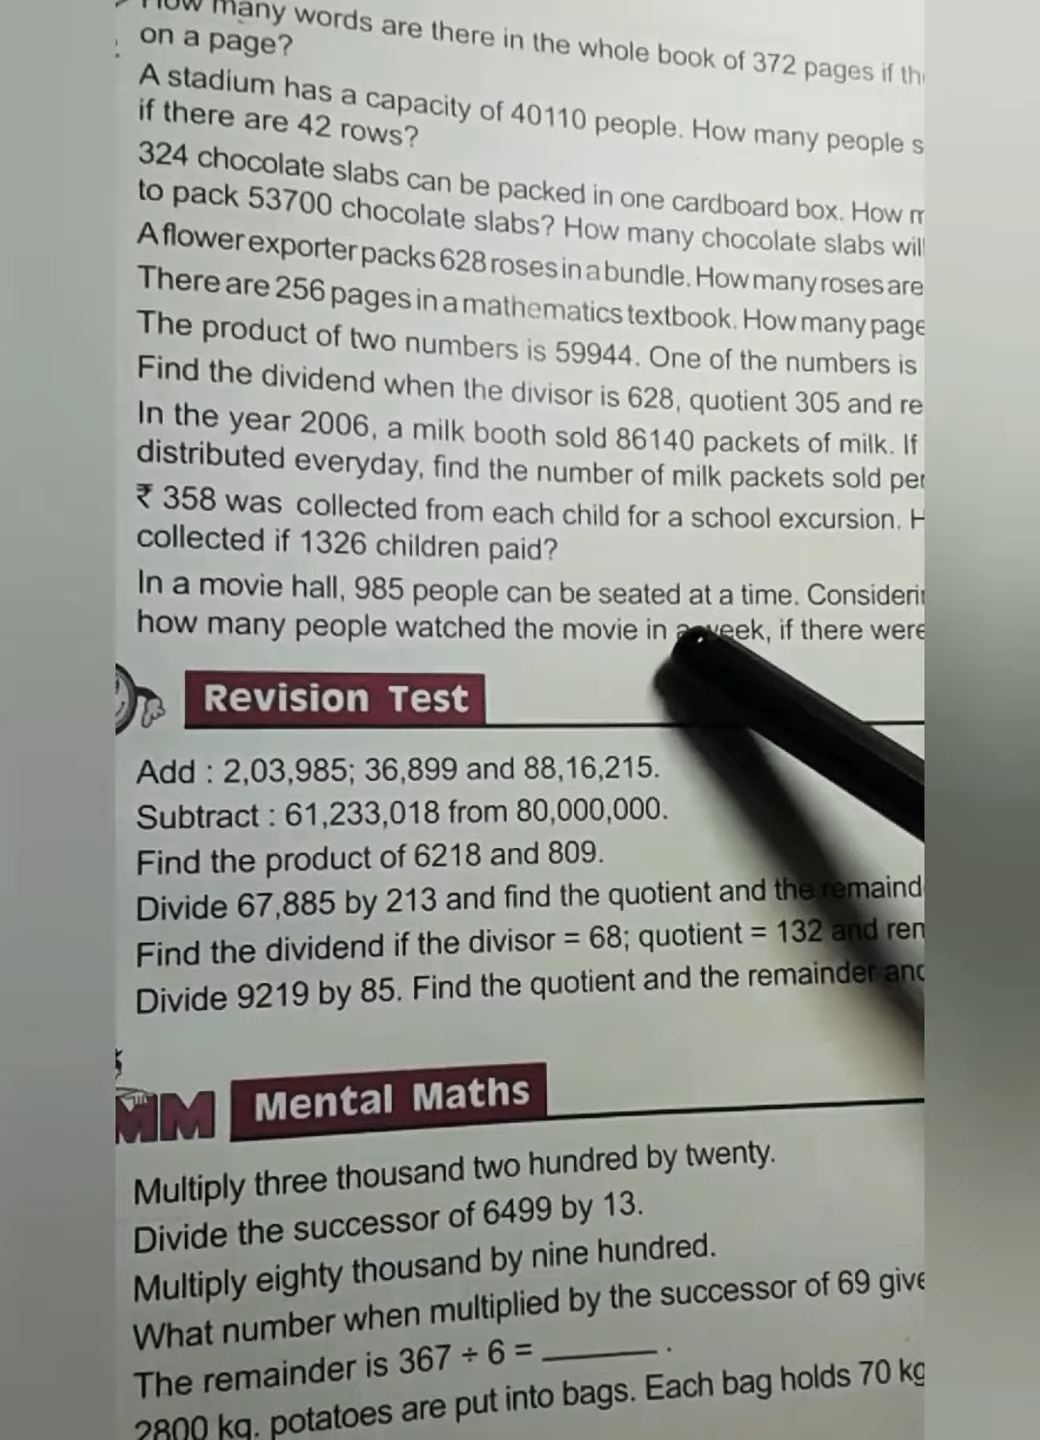 How many words are there in the whole book of 372 pages if
on a page?
A stadium has a capacity of 40110 people. How many people
if there are 42 rows?
324 chocolate slabs can be packed in one cardboard box. How
to pack 53700 chocolate slabs? How many chocolate slabs
A flower exporter packs 628 roses in a bundle. How many roses are
There are 256 pages in a mathematics textbook. How many
The product of two numbers is 59944. One of the numbers is
Find the dividend when the divisor is 628, quotient 305 and
In the year 2006, a milk booth sold 86140 packets of milk. If
distributed everyday, find the number of milk packets sold
₹ 358 was collected from each child for a school excursion.
collected if 1326 children paid?
In a movie hall, 985 people can be seated at a time.
how many people watched the movie in a week, if there were
Revision Test
Add : 2,03,985; 36,899 and 88,16,215.
Subtract : 61,233,018 from 80,000,000.
Find the product of 6218 and 809.
Divide 67,885 by 213 and find the quotient and the
Find the dividend if the divisor = 68; quotient = 132 and
Divide 9219 by 85. Find the quotient and the remainder
MM Mental Maths
Multiply three thousand two hundred by twenty.
Divide the successor of 6499 by 13.
Multiply eighty thousand by nine hundred.
What number when multiplied by the successor of 69
The remainder is 367 ÷ 6 = ______.
2800 kg. potatoes are put into bags. Each bag holds 70 kg